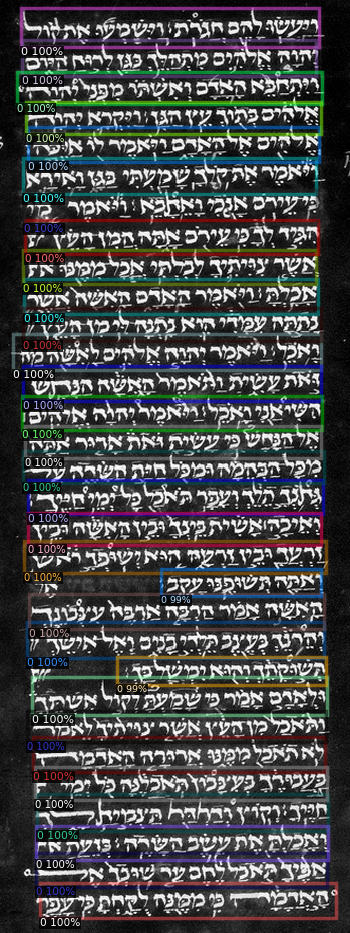 ויעשו להם חגרת וישמעו את קול
יהוה אלהים מתהלך בגן לרוח היום
ויתחבא האדם ואשתו מפני יהוה
אלהים בתוך עץ הגן ויקרא יהוה
אלהים אל האדם ויאמר לו איכה
ויאמר את קלך שמעתי בגן ואירא
כי עירם אנכי ואחבא ויאמר מי
הגיד לך כי עירם אתה המן העץ
אשר צויתיך לבלתי אכל ממנו
אכלת ויאמר האדם האשה אשר
נתתה עמדי הוא נתנה לי מן העץ
ואכל ויאמר יהוה אלהים לאשה מה
זאת עשית ותאמר האשה הנחש
השיאני ואכל ויאמר יהוה אלהים
אל הנחש כי עשית זאת ארור אתה
מכל הבהמה ומכל חית השדה על
גחנך תלך ועפר תאכל כל ימי חייך
ואיבה אשית בינך ובין האשה ובין
זרעך ובין זרעה הוא ישופך ראש
ואתה תשופנו עקב
האשה אמר הרבה ארבה עצבונך
והרנך בעצב תלדי בנים ואל אישך
תשוקתך והוא ימשל בך
ולאדם אמר כי שמעת לקול אשתך
ותאכל מן העץ אשר צויתיך לאמר
לא תאכל ממנו ארורה האדמה
בעבורך בעצבון תאכלנה כל ימי
חייך וקוץ ודרדר תצמיח לך
ואכלת את עשב השדה בזעת
אפיך תאכל לחם עד שובך אל
האדמה כי ממנה לקחת כי עפר